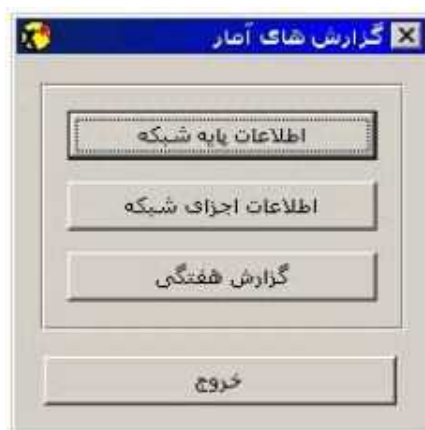 گزارش های آمار
اطلاعات پایه شبکه
اطلاعات اجزای شبکه
گزارش هفتگی
خروج